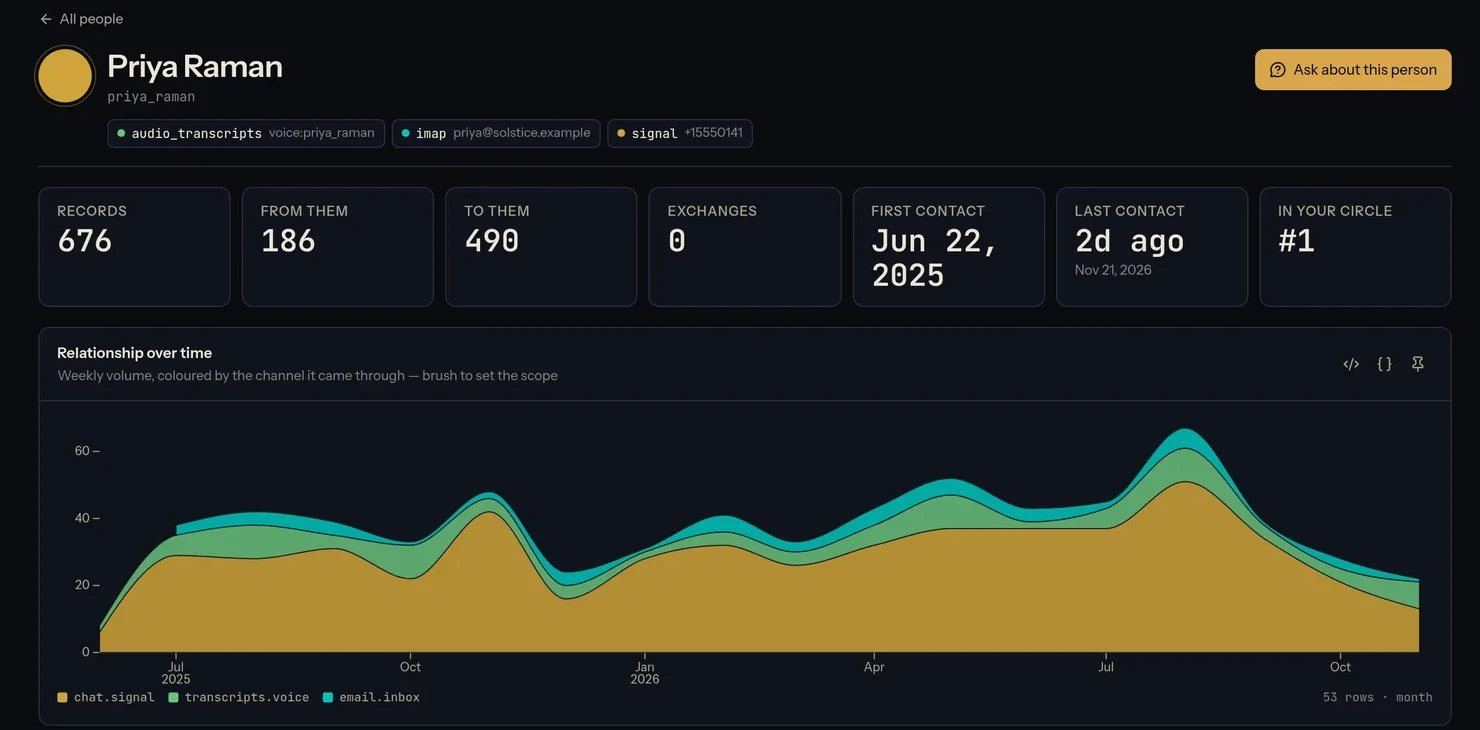 ← All people
Priya Raman
priya_raman
Ask about this person
audio_transcripts voice:priya_raman
imap priya@solstice.example
signal +15550141
RECORDS
676
FROM THEM
186
TO THEM
490
EXCHANGES
0
FIRST CONTACT
Jun 22,
2025
LAST CONTACT
2d ago
Nov 21, 2026
IN YOUR CIRCLE
#1
Relationship over time
Weekly volume, coloured by the channel it came through — brush to set the scope
</> {}
60
40
20
0
Jul
2025
Oct
Jan
2026
Apr
Jul
Oct
chat.signal transcripts.voice email.inbox
53 rows · month